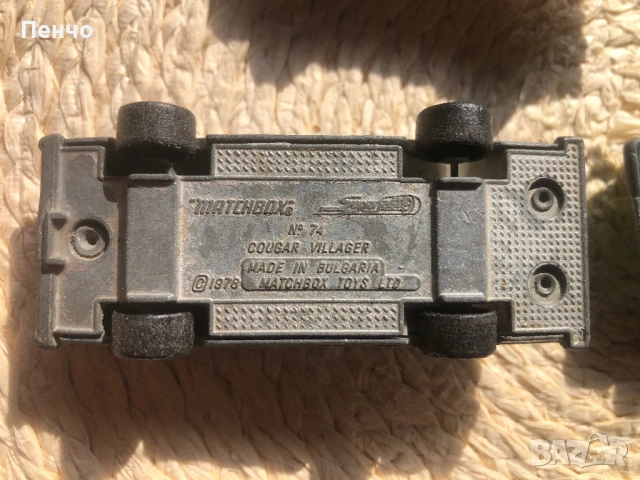 Пенчо
"MATCHBOX"® Superfast
Nº 74
COUGAR VILLAGER
MADE IN BULGARIA
© 1978 MATCHBOX TOYS LTD
BAZAR